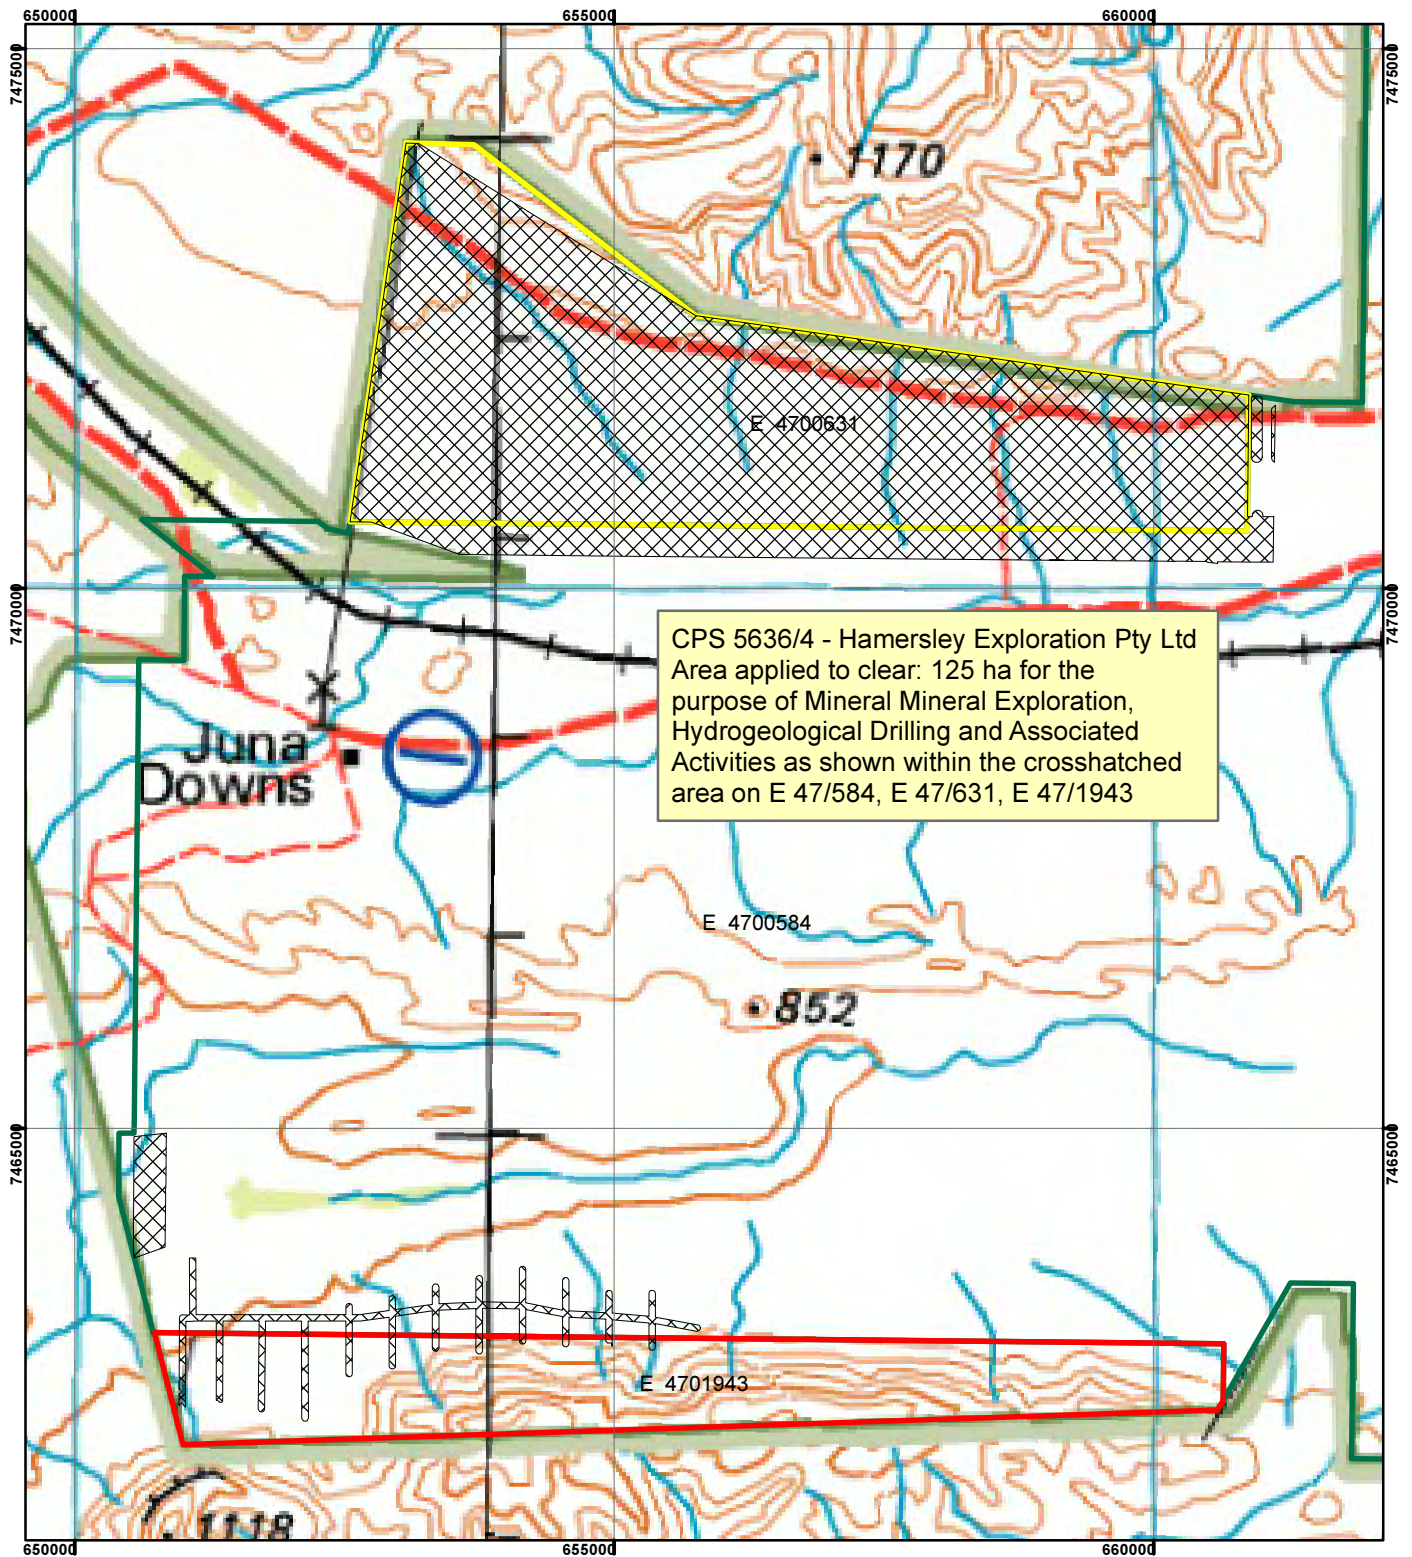 650000
655000
660000
7475000
7475000
1170
E 4700631
7470000
7470000
CPS 5636/4 - Hamersley Exploration Pty Ltd
Area applied to clear: 125 ha for the
purpose of Mineral Mineral Exploration,
Hydrogeological Drilling and Associated
Activities as shown within the crosshatched
area on E 47/584, E 47/631, E 47/1943
Juna
Downs
E 4700584
852
7465000
7465000
E 4701943
1118
650000
655000
660000